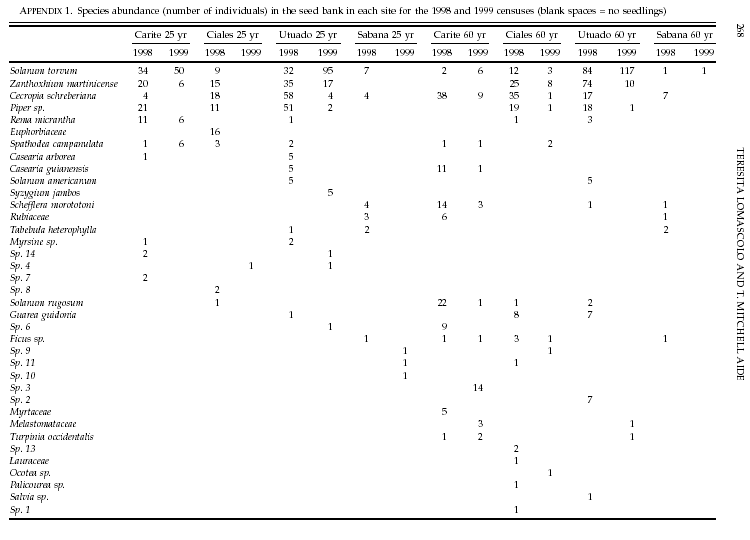 APPENDIX 1. Species abundance (number of individuals) in the seed bank in each site for the 1998 and 1999 censuses (blank spaces = no seedlings)
Carite 25 yr Ciales 25 yr Utuado 25 yr Sabana 25 yr Carite 60 yr Ciales 60 yr Utuado 60 yr Sabana 60 yr
1998 1999 1998 1999 1998 1999 1998 1999 1998 1999 1998 1999 1998 1999 1998 1999
Solanum torvum 34 50 9 32 95 7 2 6 12 3 84 117 1 1
Zanthoxhium martinicense 20 6 15 35 17 25 8 74 10
Cecropia schreberiana 4 18 58 4 4 38 9 35 1 17 7
Piper sp. 21 11 51 2 19 1 18 1
Rema micrantha 11 6 1 1 3
Euphorbiaceae 16
Spathodea campanulata 1 6 3 2 1 1 2
Casearia arborea 1 5
Casearia guianensis 5 11 1
Solanum americanum 5 5
Syzygium jambos 5
Schefflera morototoni 4 14 3 1 1
Rubiaceae 3 6 1
Tabebuda heterophylla 1 2 2
Myrsine sp. 1 2
Sp. 14 2 1
Sp. 4 1 1
Sp. 7 2
Sp. 8 2
Solanum rugosum 1 22 1 1 2
Guarea guidonia 1 8 7
Sp. 6 1 9
Ficus sp. 1 1 1 3 1 1
Sp. 9 1 1
Sp. 11 1 1
Sp. 10 1
Sp. 3 14
Sp. 2 7
Myrtaceae 5
Melastomataceae 3 1
Turpinia occidentalis 1 2 1
Sp. 13 2
Lauraceae 1
Ocotea sp. 1
Palicourea sp. 1
Salvia sp. 1
Sp. 1 1
268
TERESITA LOMASCOLO AND T. MITCHELL AIDE